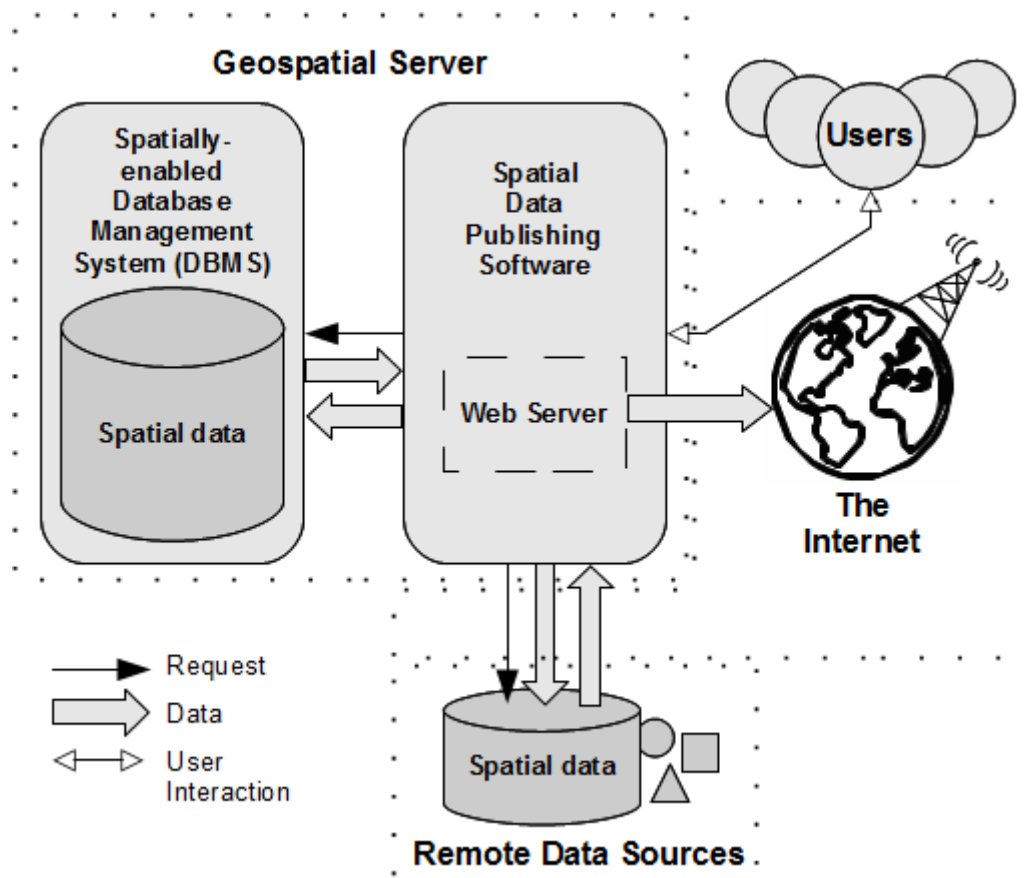 Geospatial Server
Spatially-
enabled
Database
Management
System (DBMS)
Spatial data
Spatial
Data
Publishing
Software
Web Server
Users
The
Internet
Request
Data
User
Interaction
Spatial data
Remote Data Sources